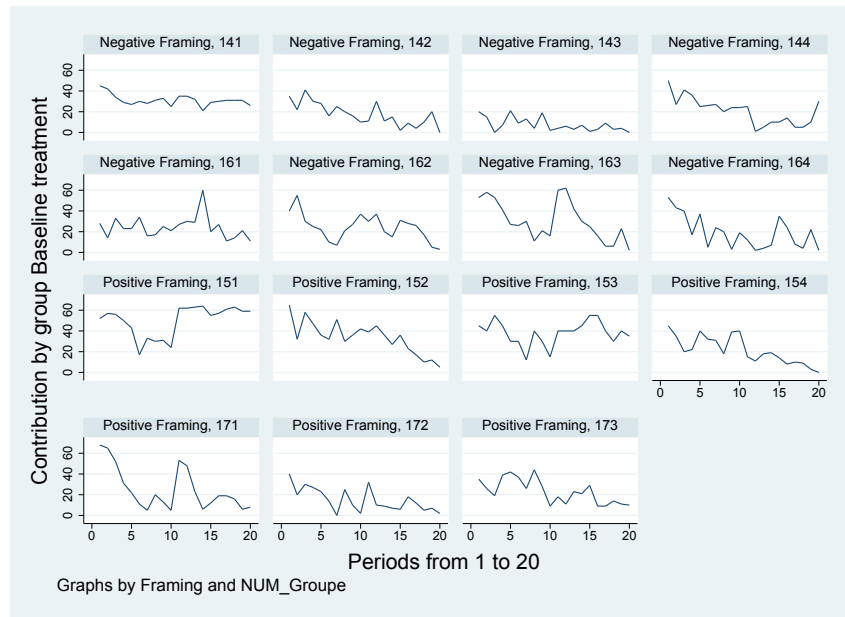 Contribution by group Baseline treatment
Negative Framing, 141
Negative Framing, 142
Negative Framing, 143
Negative Framing, 144
60
40
20
0
Negative Framing, 161
Negative Framing, 162
Negative Framing, 163
Negative Framing, 164
60
40
20
0
Positive Framing, 151
Positive Framing, 152
Positive Framing, 153
Positive Framing, 154
60
40
20
0
0 5 10 15 20
Positive Framing, 171
Positive Framing, 172
Positive Framing, 173
60
40
20
0
0 5 10 15 20
0 5 10 15 20
0 5 10 15 20
Periods from 1 to 20
Graphs by Framing and NUM_Groupe